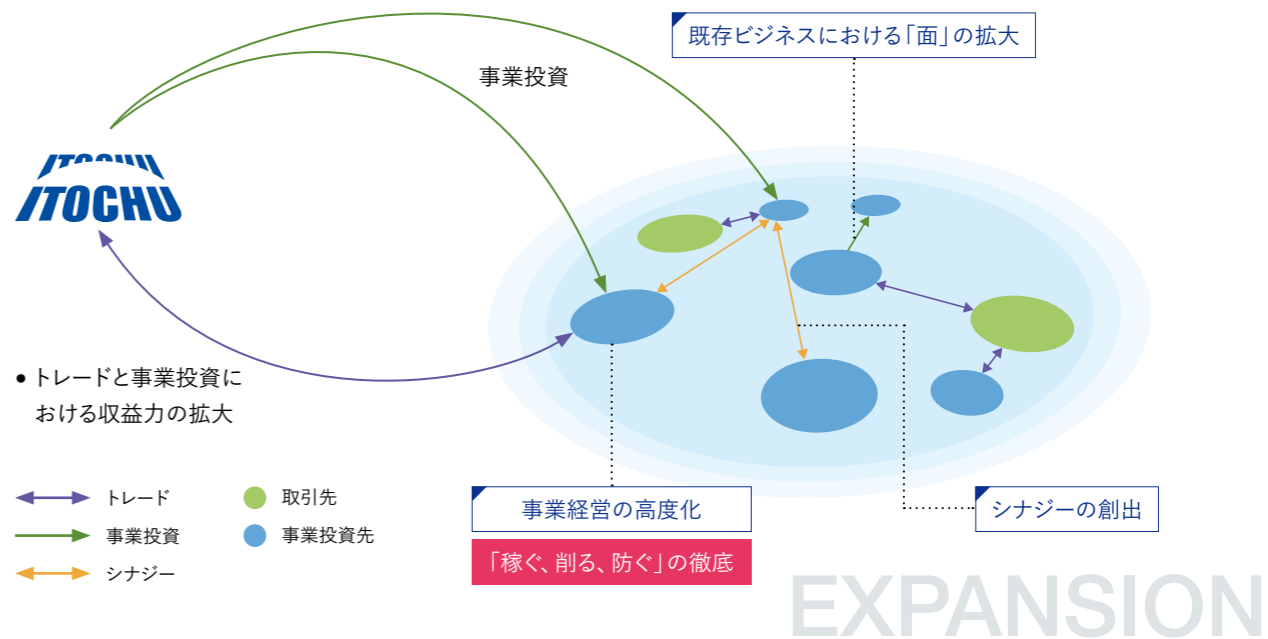 既存ビジネスにおける「面」の拡大
事業投資
ITOCHU
ITOCHU
• トレードと事業投資に
おける収益力の拡大
トレード
取引先
事業投資
事業投資先
シナジー
事業経営の高度化
「稼ぐ、削る、防ぐ」の徹底
シナジーの創出
EXPANSION